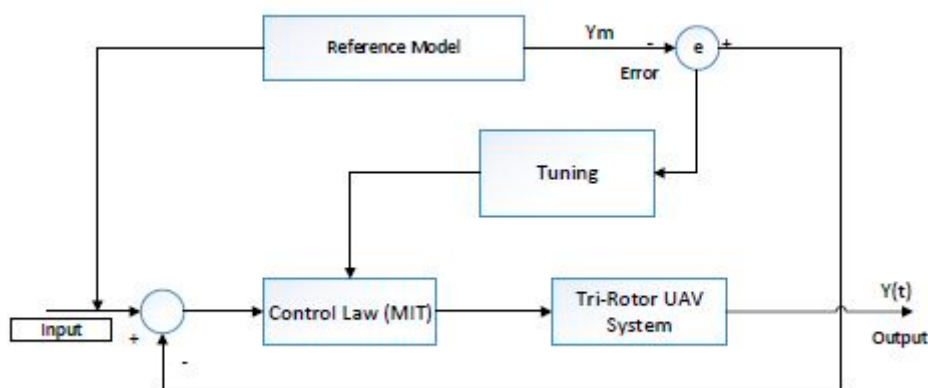 Reference Model
Ym
-
e
+
Error
Tuning
Input
+
-
Control Law (MIT)
Tri-Rotor UAV
System
Y(t)
Output